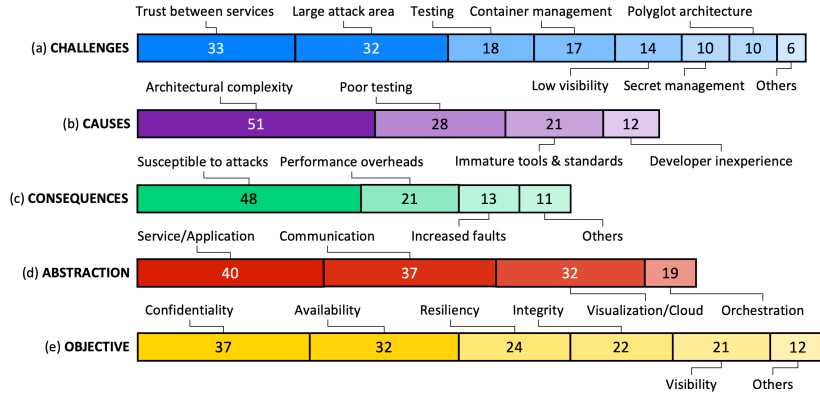 Trust between services Large attack area Testing Container management Polyglot architecture
(a) CHALLENGES 33 32 18 17 14 10 10 6
Low visibility Secret management Others
Architectural complexity Poor testing
(b) CAUSES 51 28 21 12
Immature tools & standards Developer inexperience
Susceptible to attacks Performance overheads
(c) CONSEQUENCES 48 21 13 11
Increased faults Others
Service/Application Communication
(d) ABSTRACTION 40 37 32 19
Visualization/Cloud Orchestration
Confidentiality Availability Resiliency Integrity
(e) OBJECTIVE 37 32 24 22 21 12
Visibility Others